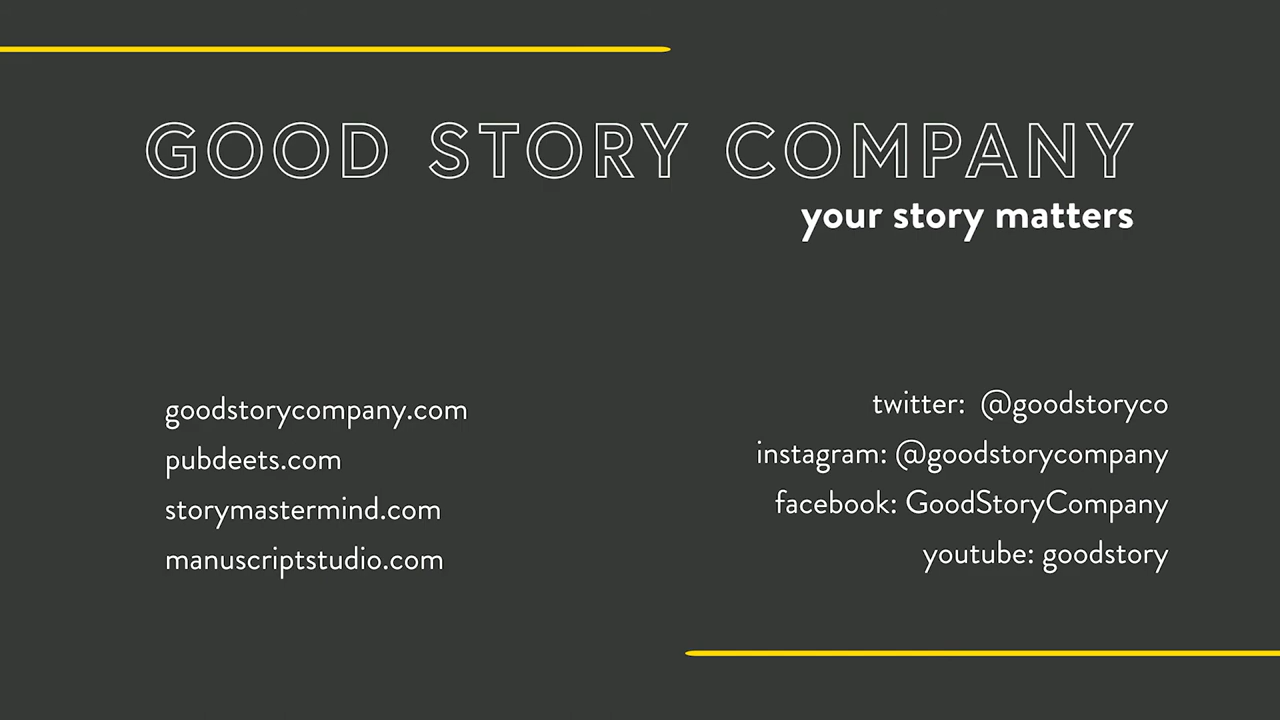 GOOD STORY COMPANY
your story matters
goodstorycompany.com
pubdeets.com
storymastermind.com
manuscriptstudio.com
twitter: @goodstoryco
instagram: @goodstorycompany
facebook: GoodStoryCompany
youtube: goodstory